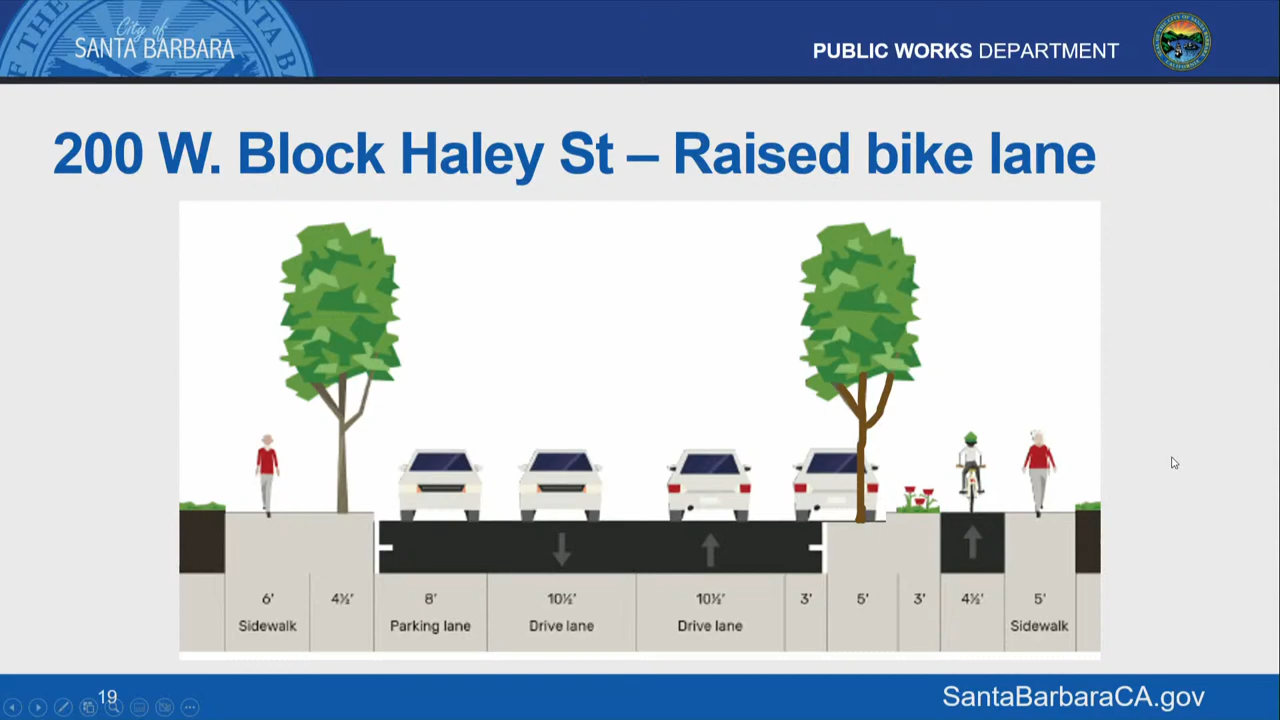 City of
SANTA BARBARA
PUBLIC WORKS DEPARTMENT
200 W. Block Haley St – Raised bike lane
6' 4½' 8' 10½' 10½' 3' 5' 3' 4½' 5'
Sidewalk Parking lane Drive lane Drive lane Sidewalk
19
SantaBarbaraCA.gov